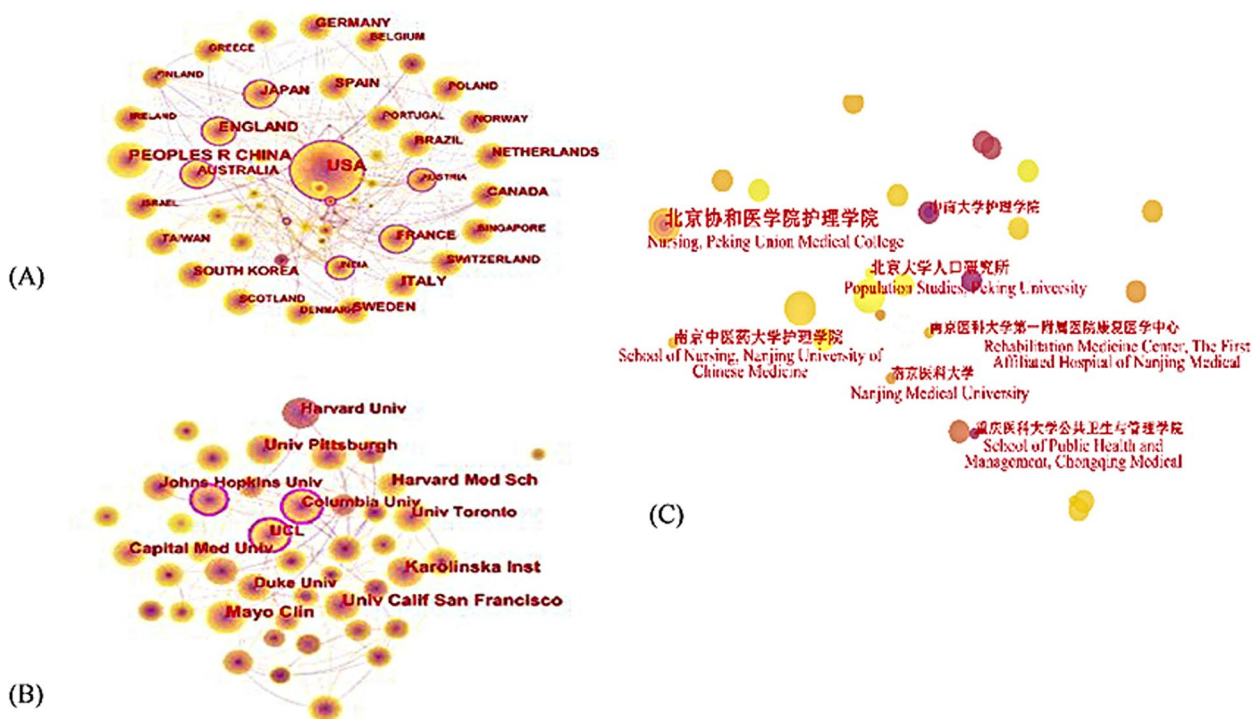 GERMANY
BELGIUM
GREECE
FINLAND
JAPAN
SPAIN
POLAND
IRELAND
ENGLAND
PORTUGAL
NORWAY
BRAZIL
PEOPLES R CHINA
USA
NETHERLANDS
AUSTRALIA
AUSTRIA
CANADA
ISRAEL
TAIWAN
FRANCE
SINGAPORE
SOUTH KOREA
INDIA
SWITZERLAND
ITALY
SCOTLAND
DENMARK
SWEDEN
(A)
Harvard Univ
Univ Pittsburgh
Johns Hopkins Univ
Harvard Med Sch
Columbia Univ
Univ Toronto
UCL
Capital Med Univ
Karolinska Inst
Duke Univ
Univ Calif San Francisco
Mayo Clin
(B)
北京协和医学院护理学院
Nursing, Peking Union Medical College
中南大学护理学院
北京大学人口研究所
Population Studies, Peking University
南京中医药大学护理学院
School of Nursing, Nanjing University of
Chinese Medicine
南京医科大学第一附属医院康复医学中心
Rehabilitation Medicine Center, The First
Affiliated Hospital of Nanjing Medical
南京医科大学
Nanjing Medical University
重庆医科大学公共卫生与管理学院
School of Public Health and
Management, Chongqing Medical
(C)